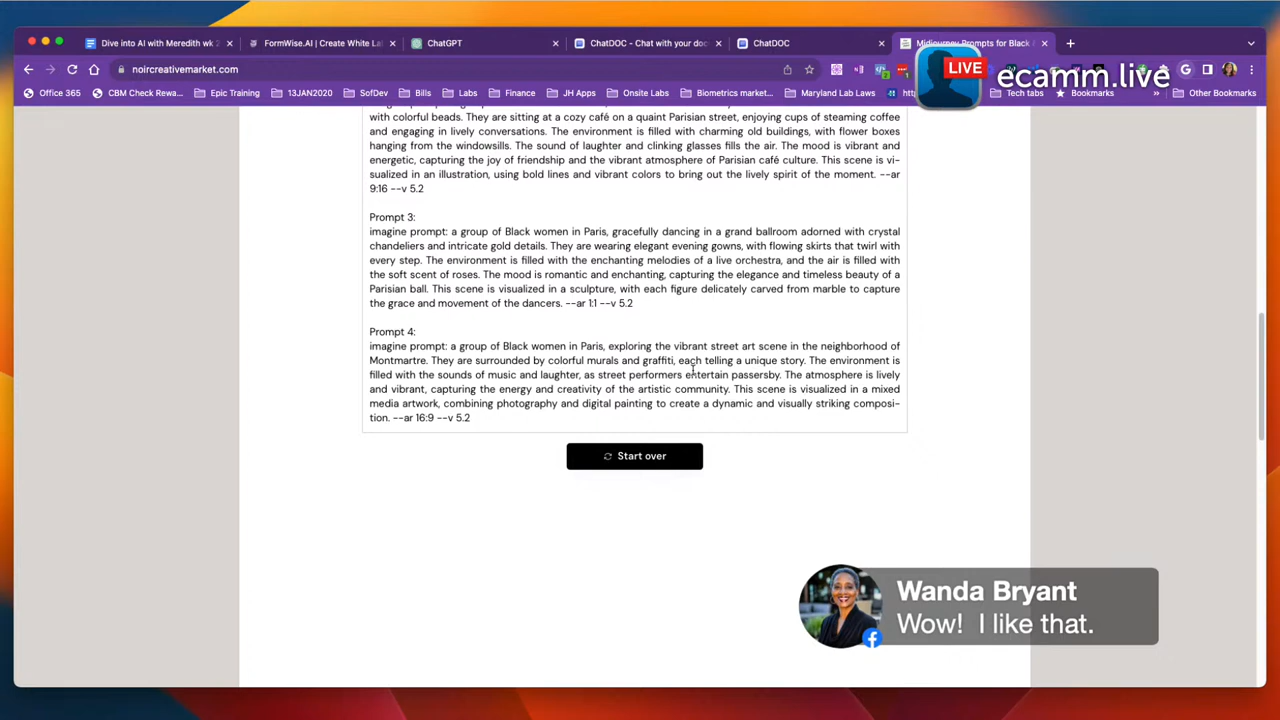 Dive into AI with Meredith wk 2
FormWise.AI | Create White La
ChatGPT
ChatDOC - Chat with your doc
ChatDOC
Midjourney Prompts for Black
noircreativemarket.com
LIVE
ecamm.live
Office 365
CBM Check Rewa...
Epic Training
13JAN2020
SofDev
Bills
Labs
Finance
JH Apps
Onsite Labs
Biometrics market...
Maryland Lab Laws
Tech tabs
Bookmarks
Other Bookmarks
with colorful beads. They are sitting at a cozy café on a quaint Parisian street, enjoying cups of steaming coffee
and engaging in lively conversations. The environment is filled with charming old buildings, with flower boxes
hanging from the windowsills. The sound of laughter and clinking glasses fills the air. The mood is vibrant and
energetic, capturing the joy of friendship and the vibrant atmosphere of Parisian café culture. This scene is vi-
sualized in an illustration, using bold lines and vibrant colors to bring out the lively spirit of the moment. --ar
9:16 --v 5.2
Prompt 3:
imagine prompt: a group of Black women in Paris, gracefully dancing in a grand ballroom adorned with crystal
chandeliers and intricate gold details. They are wearing elegant evening gowns, with flowing skirts that twirl with
every step. The environment is filled with the enchanting melodies of a live orchestra, and the air is filled with
the soft scent of roses. The mood is romantic and enchanting, capturing the elegance and timeless beauty of a
Parisian ball. This scene is visualized in a sculpture, with each figure delicately carved from marble to capture
the grace and movement of the dancers. --ar 1:1 --v 5.2
Prompt 4:
imagine prompt: a group of Black women in Paris, exploring the vibrant street art scene in the neighborhood of
Montmartre. They are surrounded by colorful murals and graffiti, each telling a unique story. The environment is
filled with the sounds of music and laughter, as street performers entertain passersby. The atmosphere is lively
and vibrant, capturing the energy and creativity of the artistic community. This scene is visualized in a mixed
media artwork, combining photography and digital painting to create a dynamic and visually striking composi-
tion. --ar 16:9 --v 5.2
Start over
Wanda Bryant
Wow! I like that.